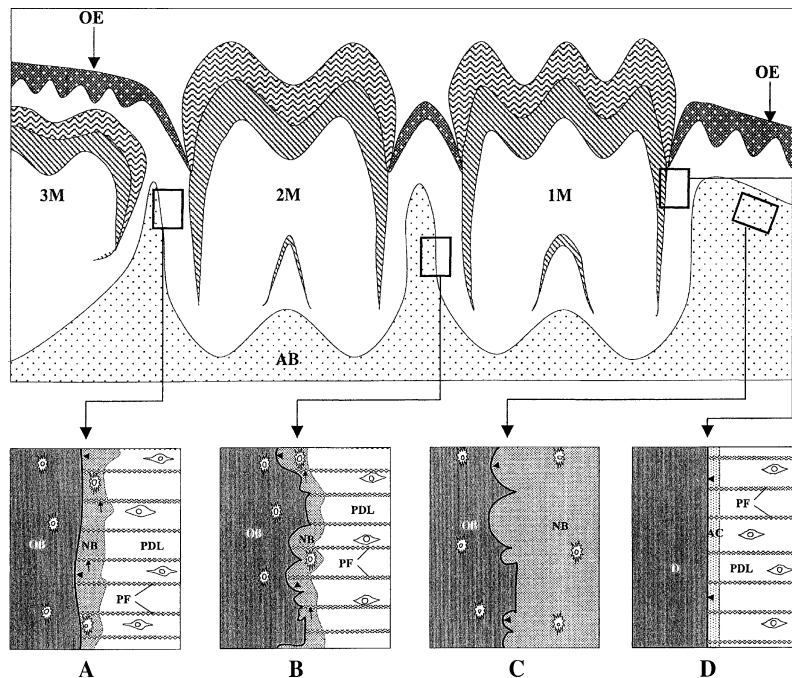 OE
OE
3M 2M 1M
AB
OB NB PDL PF
OB NB PDL PF
OB NB
D AC PF PDL
A B C D